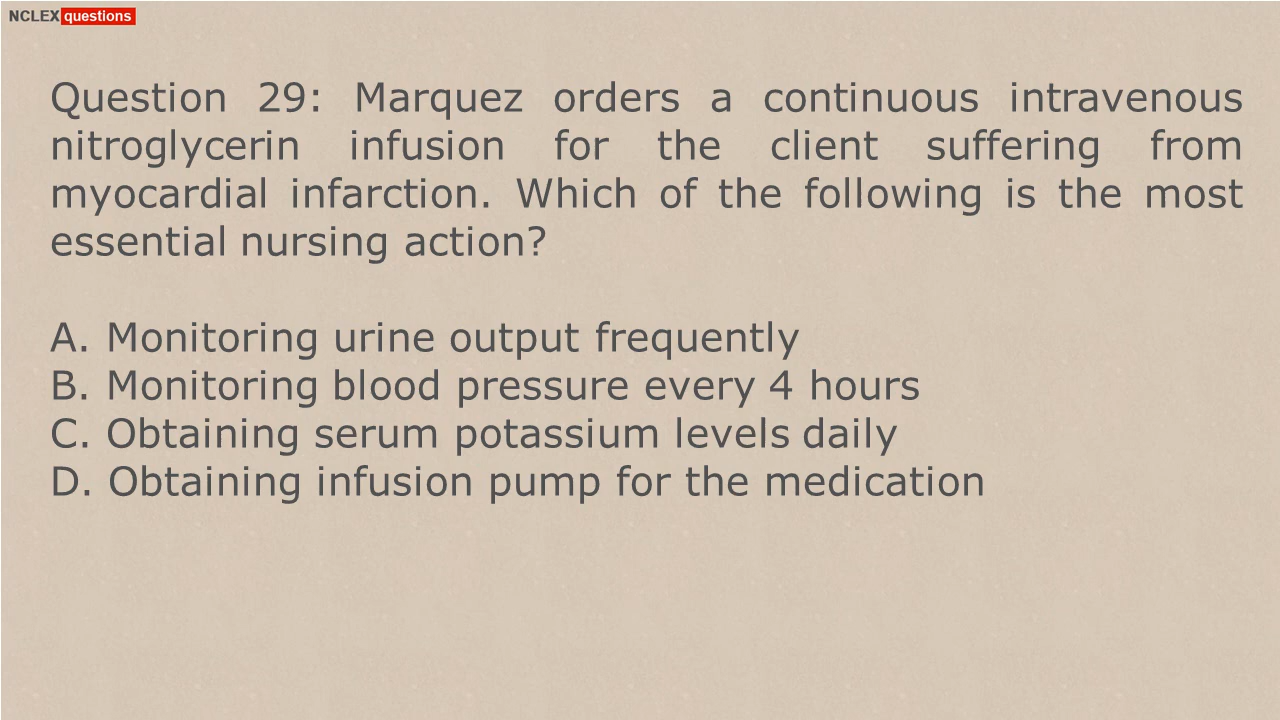 NCLEX questions
Question 29: Marquez orders a continuous intravenous
nitroglycerin infusion for the client suffering from
myocardial infarction. Which of the following is the most
essential nursing action?
A. Monitoring urine output frequently
B. Monitoring blood pressure every 4 hours
C. Obtaining serum potassium levels daily
D. Obtaining infusion pump for the medication